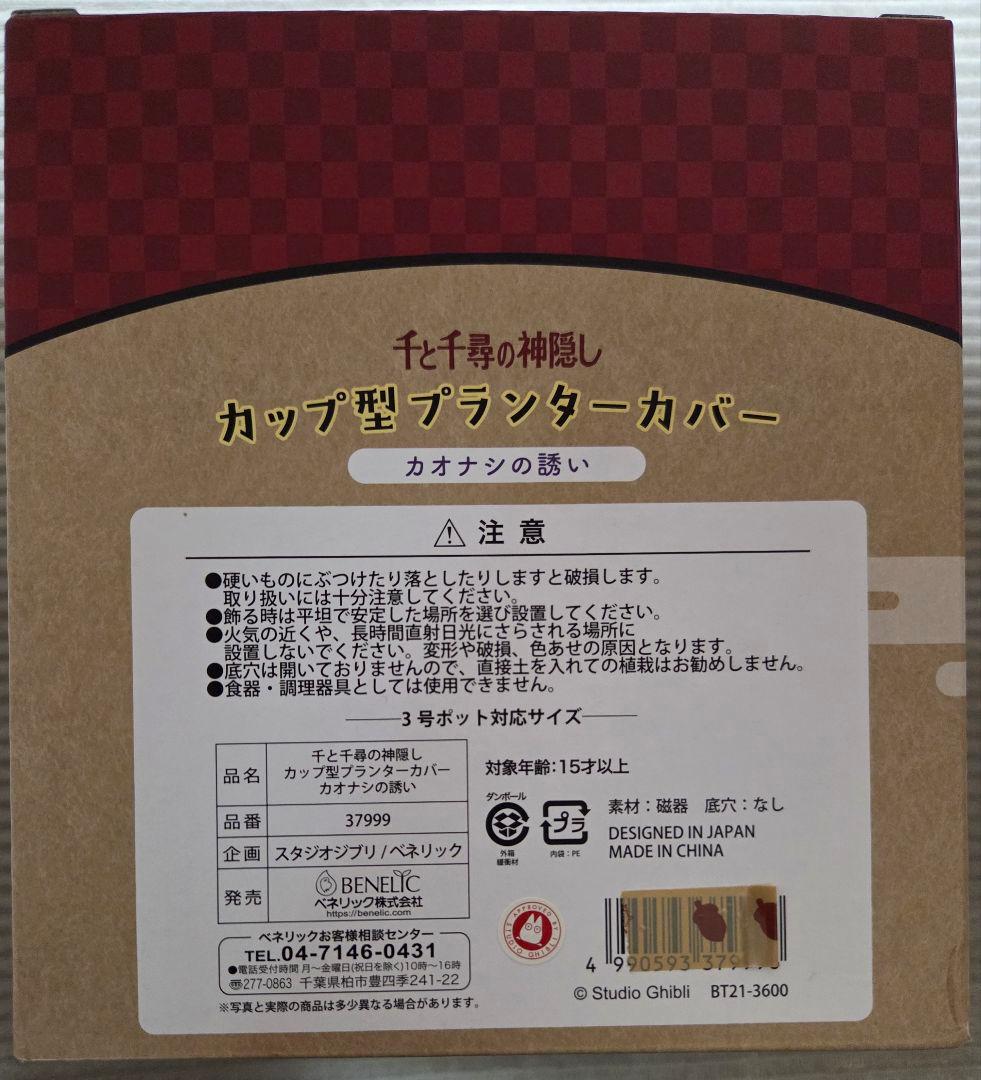 千と千尋の神隠し
カップ型プランターカバー
カオナシの誘い
注意
●硬いものにぶつけたり落としたりしますと破損します。
取り扱いには十分注意してください。
●飾る時は平坦で安定した場所を選び設置してください。
●火気の近くや、長時間直射日光にさらされる場所に
設置しないでください。変形や破損、色あせの原因となります。
●底穴は開いておりませんので、直接土を入れての植栽はお勧めしません。
●食器・調理器具としては使用できません。
3号ポット対応サイズ
品名 千と千尋の神隠し
カップ型プランターカバー
カオナシの誘い
品番 37999
企画 スタジオジブリ/ベネリック
発売 BENELIC
ベネリック株式会社
https://benelic.com
対象年齢:15才以上
ダンボール
外箱
緩衝材
プラ
内袋:PE
素材:磁器 底穴:なし
DESIGNED IN JAPAN
MADE IN CHINA
ベネリックお客様相談センター
TEL.04-7146-0431
●電話受付時間 月〜金曜日(祝日を除く)10時〜16時
〠277-0863 千葉県柏市豊四季241-22
※写真と実際の商品は多少異なる場合があります。
APPROVED BY
STUDIO GHIBLI
4 990593
© Studio Ghibli BT21-3600